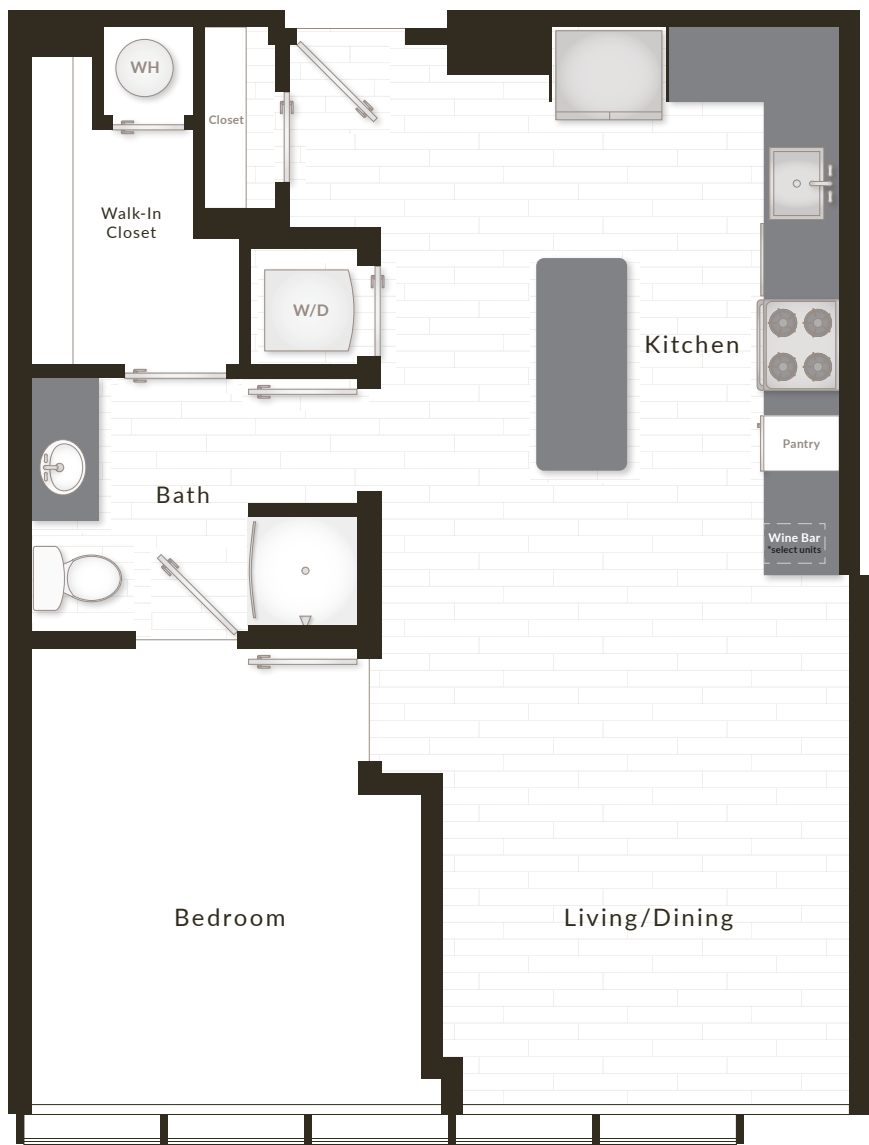 WH
Closet
Walk-In
Closet
W/D
Kitchen
Pantry
Bath
Wine Bar
*select units
Bedroom
Living/Dining